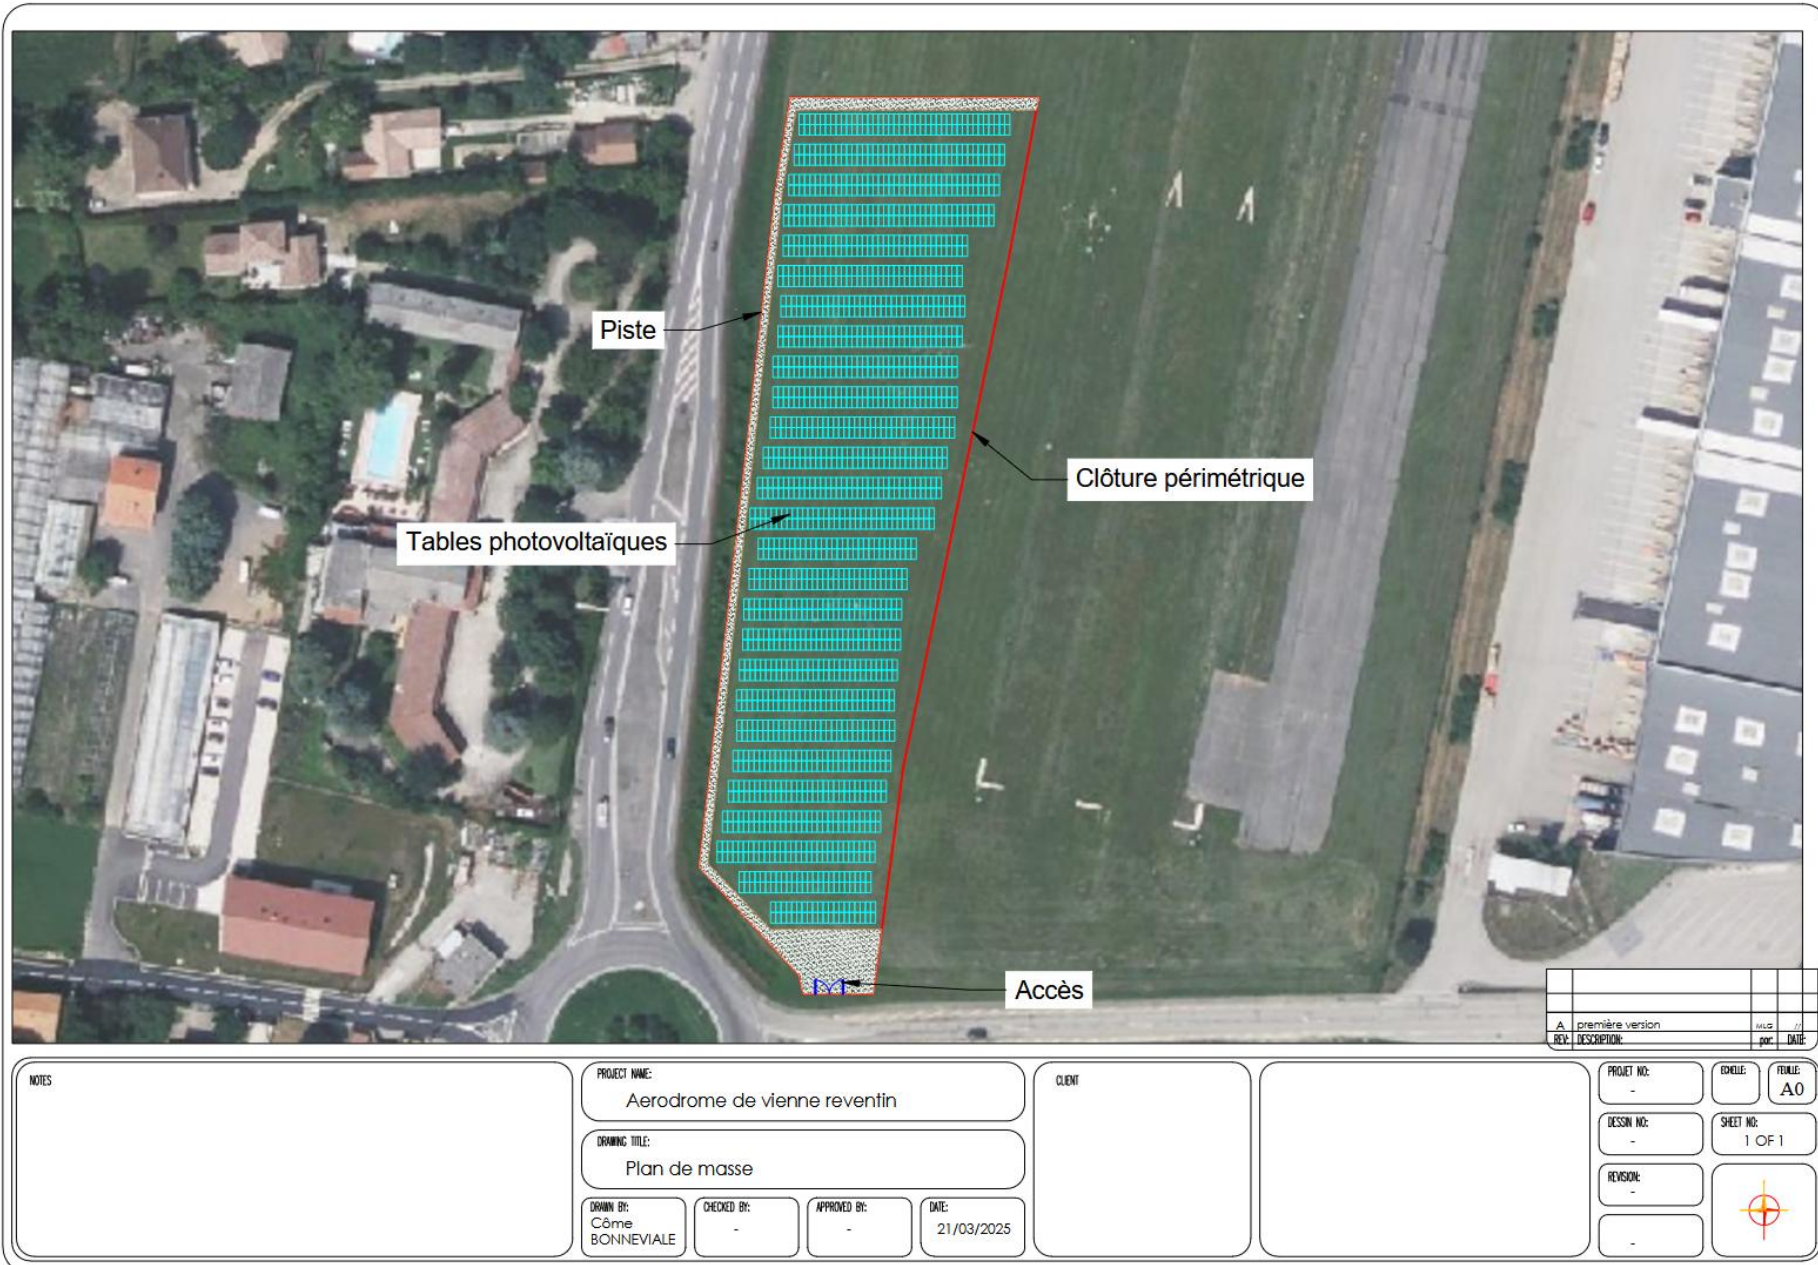 Piste
Clôture périmétrique
Tables photovoltaïques
Accès
A première version MLG //
REV: DESCRIPTION: par: DATE:
NOTES
PROJECT NAME:
Aerodrome de vienne reventin
DRAWING TITLE:
Plan de masse
DRAWN BY:
Côme
BONNEVIALE
CHECKED BY:
-
APPROVED BY:
-
DATE:
21/03/2025
CLIENT
PROJET NO:
-
ECHELLE:
FEUILLE:
A0
DESSIN NO:
-
SHEET NO:
1 OF 1
REVISION:
-
-